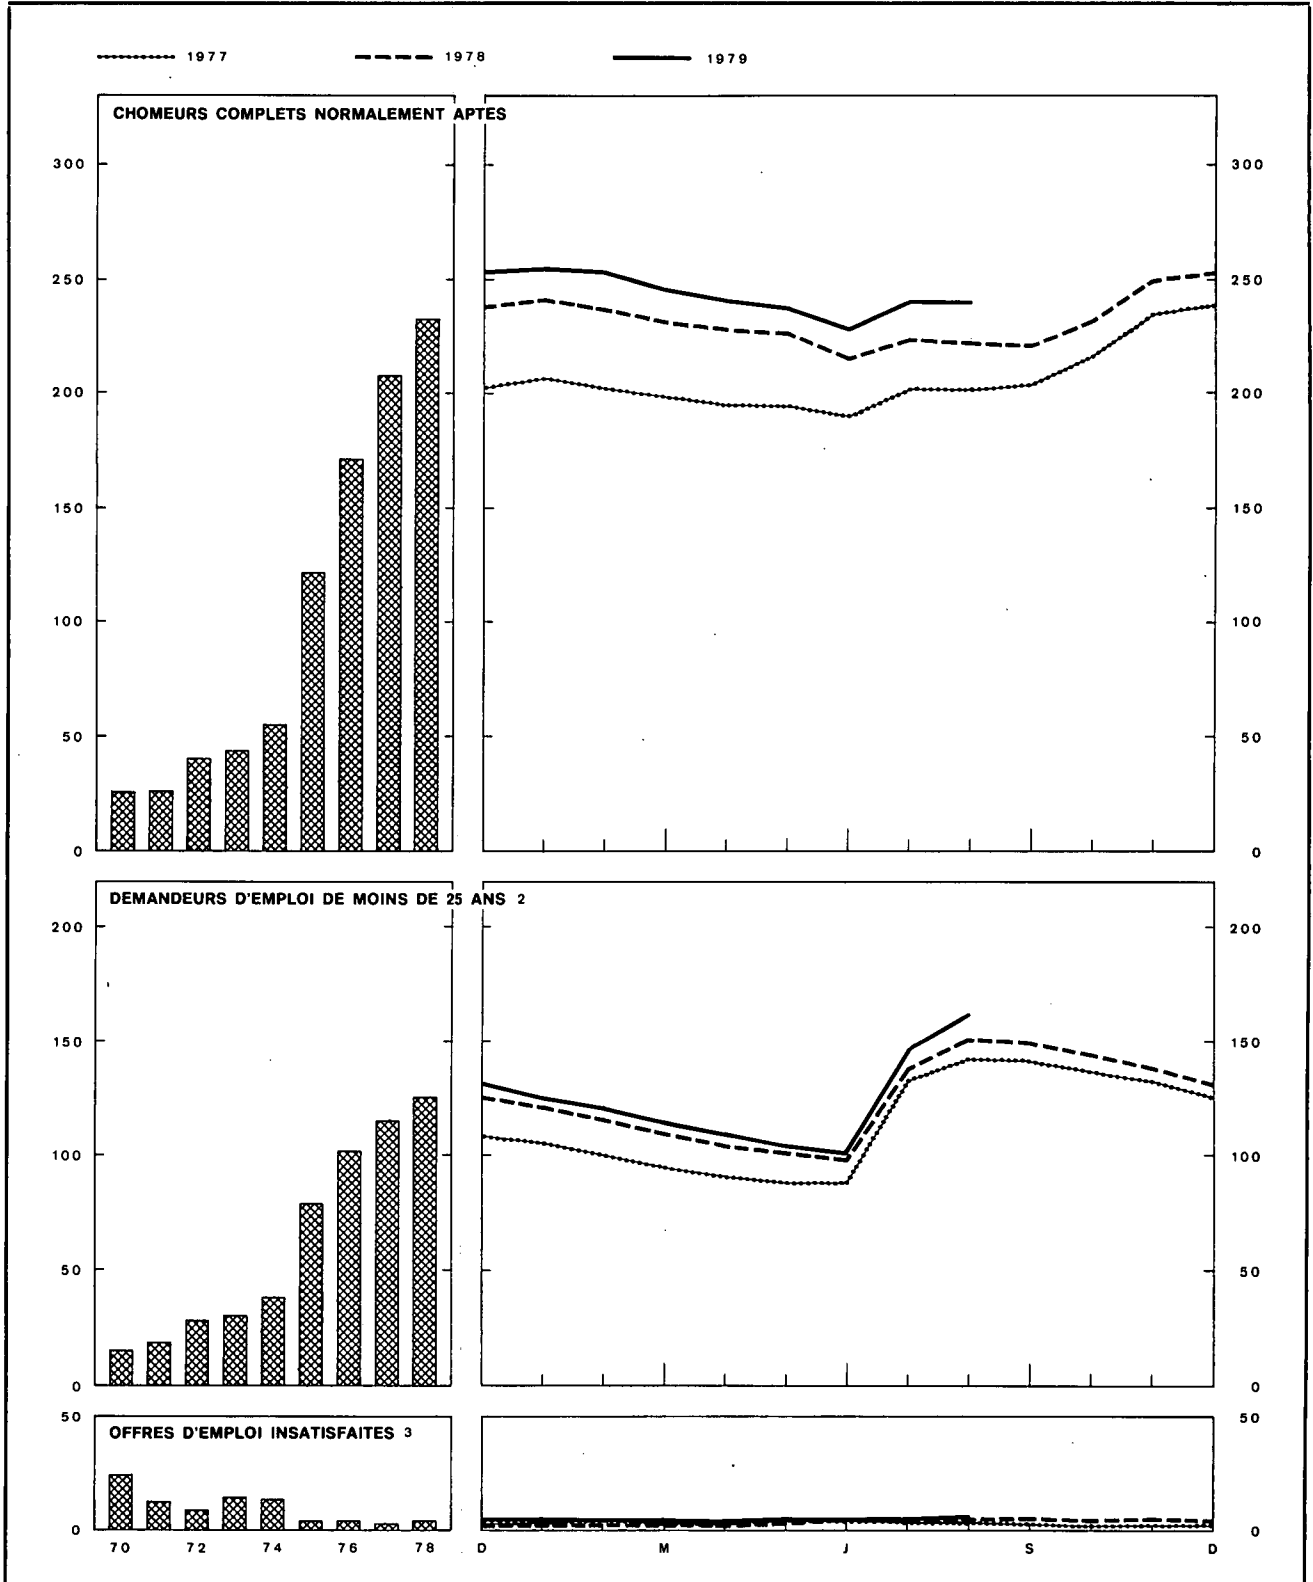 1977 1978 1979
CHOMEURS COMPLETS NORMALEMENT APTES
300 300
250 250
200 200
150 150
100 100
50 50
0 0
DEMANDEURS D'EMPLOI DE MOINS DE 25 ANS 2
200 200
150 150
100 100
50 50
0 0
50 50
OFFRES D'EMPLOI INSATISFAITES 3
0 0
70 72 74 76 78 D M J S D